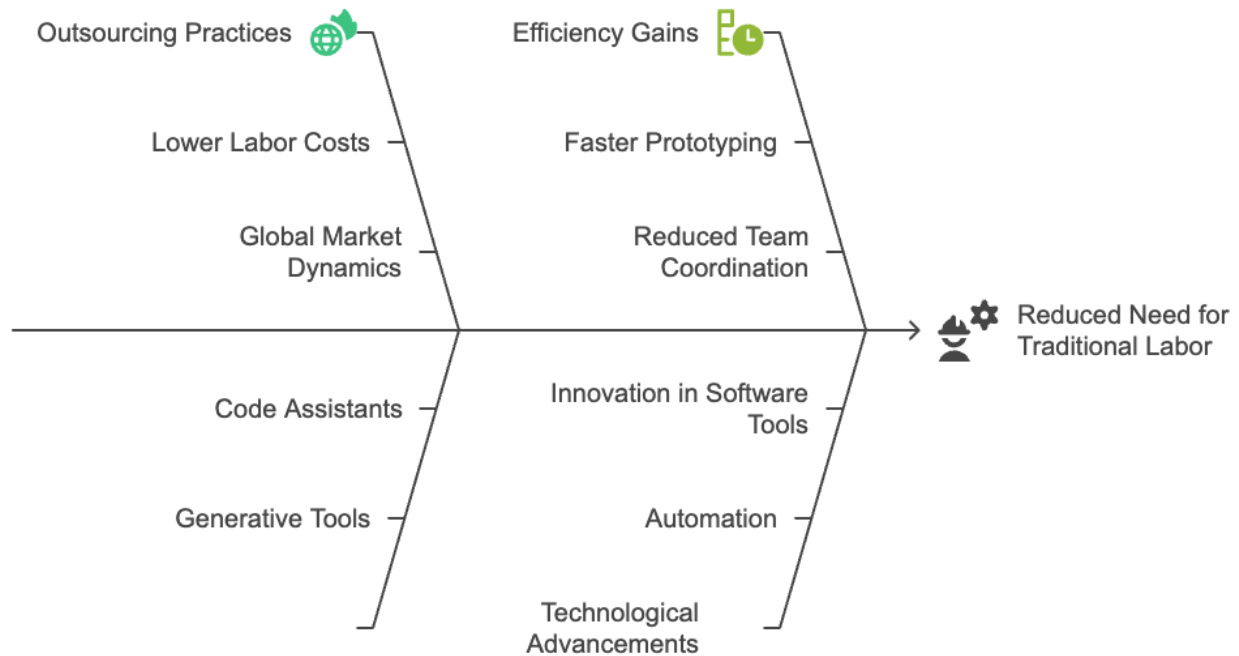 Outsourcing Practices
Efficiency Gains
Lower Labor Costs
Faster Prototyping
Global Market
Dynamics
Reduced Team
Coordination
Reduced Need for
Traditional Labor
Code Assistants
Innovation in Software
Tools
Generative Tools
Automation
Technological
Advancements